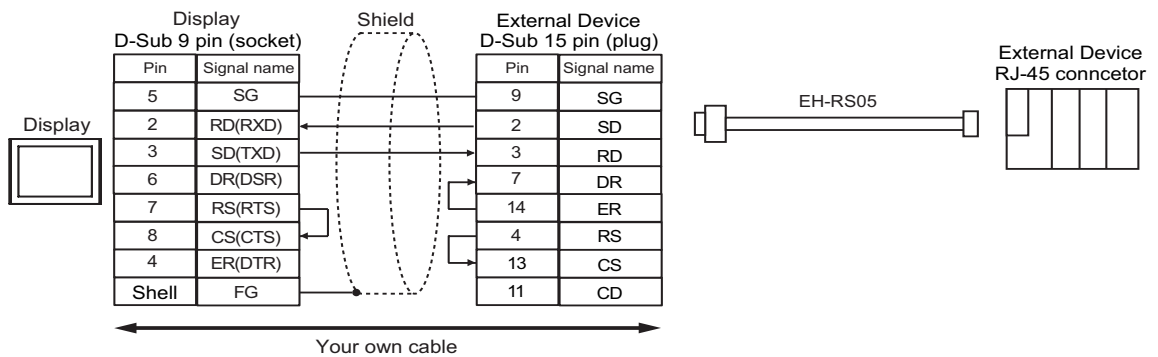 Display
D-Sub 9 pin (socket)
Shield
External Device
D-Sub 15 pin (plug)
External Device
RJ-45 conncetor
Pin Signal name
Pin Signal name
5 SG
9 SG
EH-RS05
Display
2 RD(RXD)
2 SD
3 SD(TXD)
3 RD
6 DR(DSR)
7 DR
7 RS(RTS)
14 ER
8 CS(CTS)
4 RS
4 ER(DTR)
13 CS
Shell FG
11 CD
Your own cable